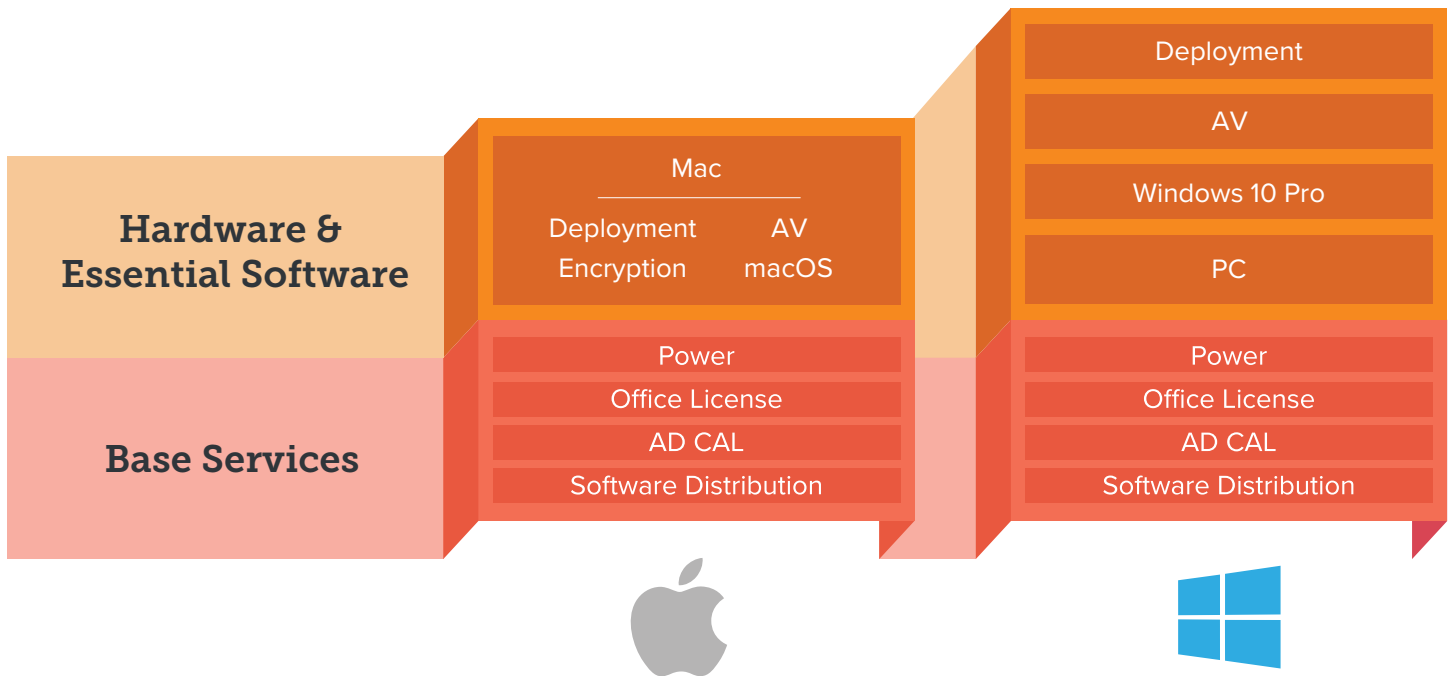 Hardware &
Essential Software
Base Services
Mac
Deployment AV
Encryption macOS
Power
Office License
AD CAL
Software Distribution
Deployment
AV
Windows 10 Pro
PC
Power
Office License
AD CAL
Software Distribution